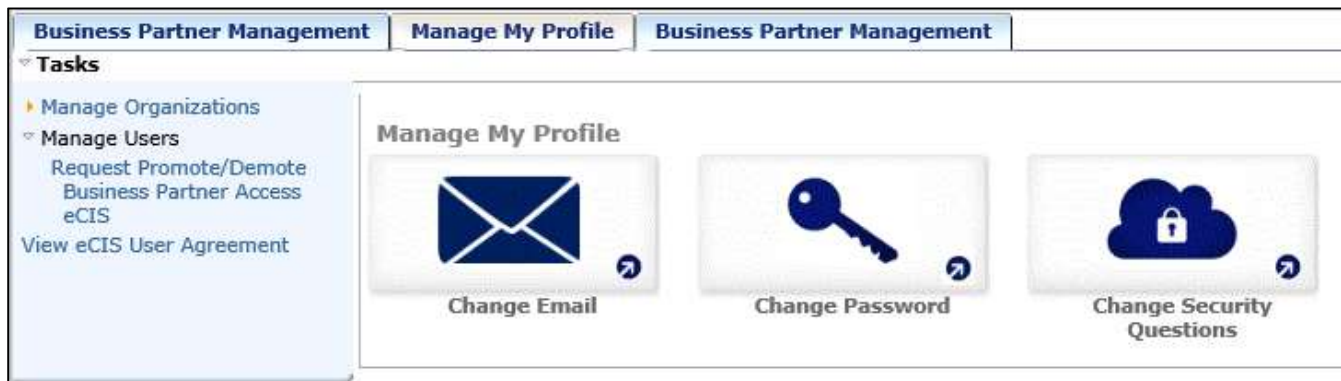 Business Partner Management
Manage My Profile
Business Partner Management
Tasks
Manage Organizations
Manage Users
Request Promote/Demote
Business Partner Access
eCIS
View eCIS User Agreement
Manage My Profile
Change Email
Change Password
Change Security
Questions